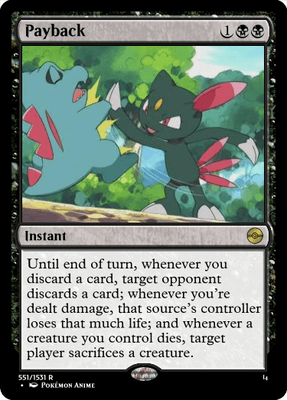 Payback 1
Instant
Until end of turn, whenever you
discard a card, target opponent
discards a card; whenever you're
dealt damage, that source's controller
loses that much life; and whenever a
creature you control dies, target
player sacrifices a creature.
551/1531 R
• POKÉMON ANIME